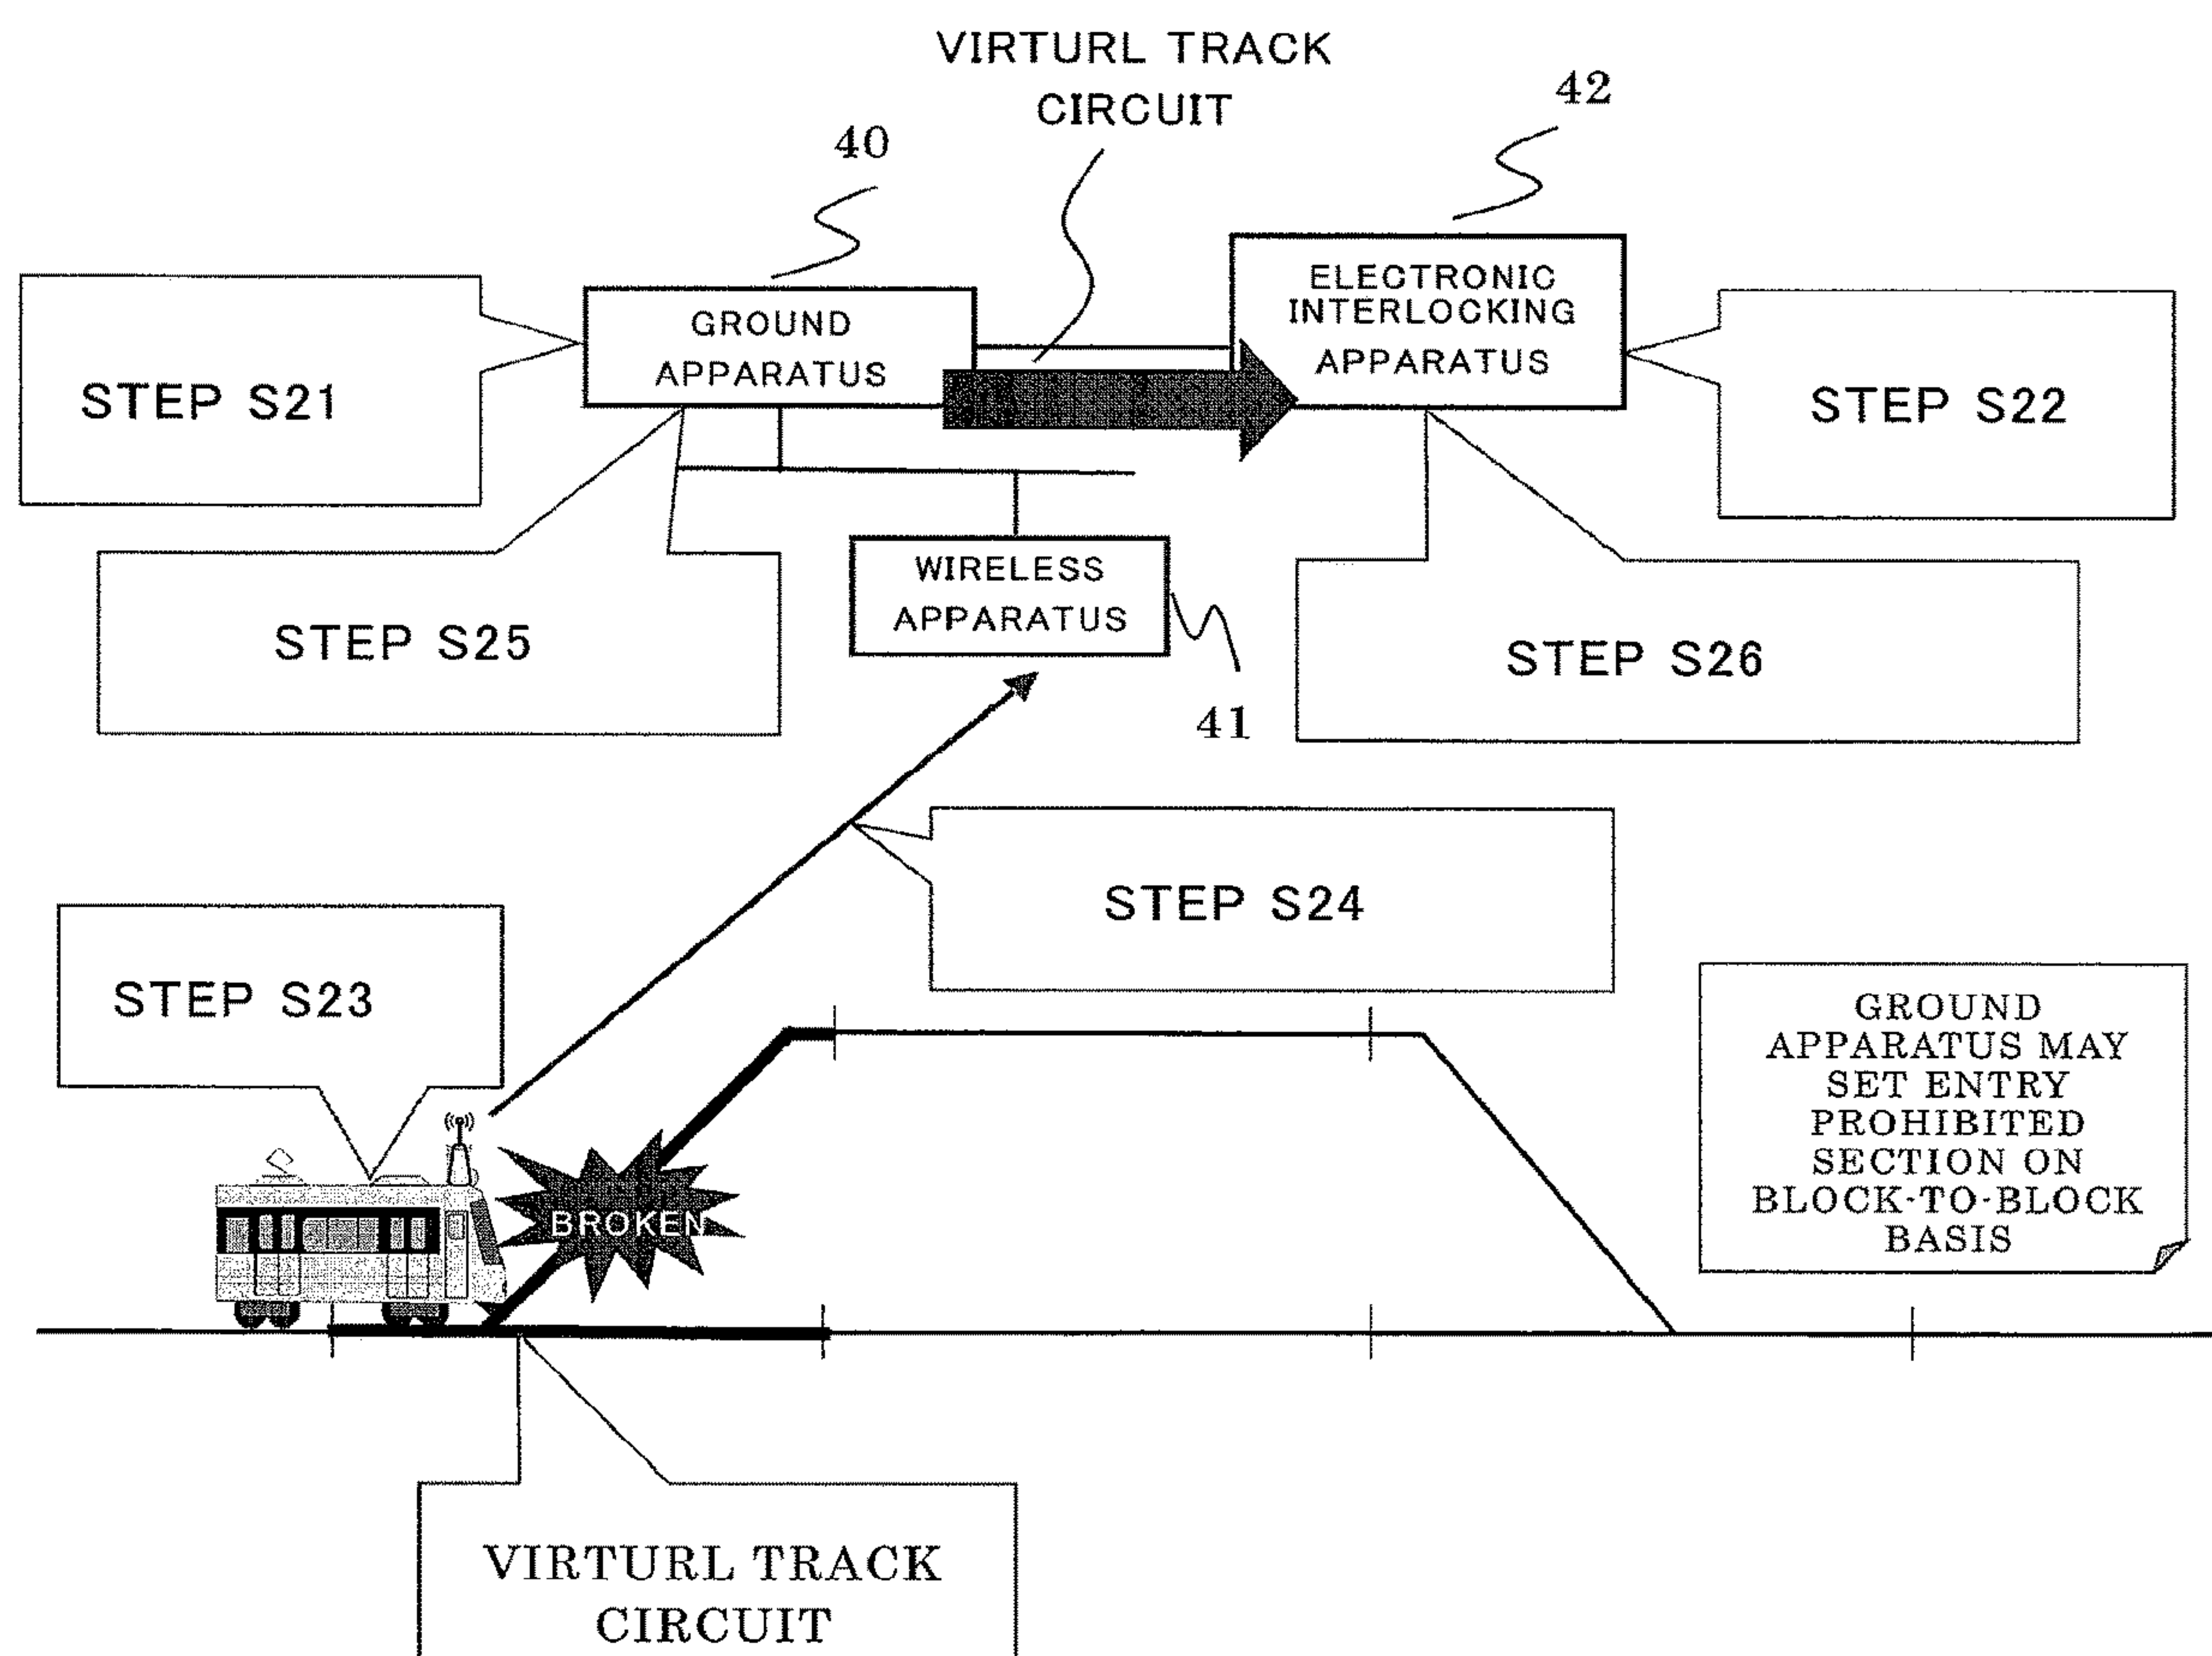 VIRTURL TRACK
CIRCUIT
42
40
ELECTRONIC
INTERLOCKING
APPARATUS
GROUND
APPARATUS
STEP S21
STEP S22
WIRELESS
APPARATUS
STEP S25
STEP S26
41
STEP S24
STEP S23
GROUND
APPARATUS MAY
SET ENTRY
PROHIBITED
SECTION ON
BLOCK-TO-BLOCK
BASIS
BROKEN
VIRTURL TRACK
CIRCUIT